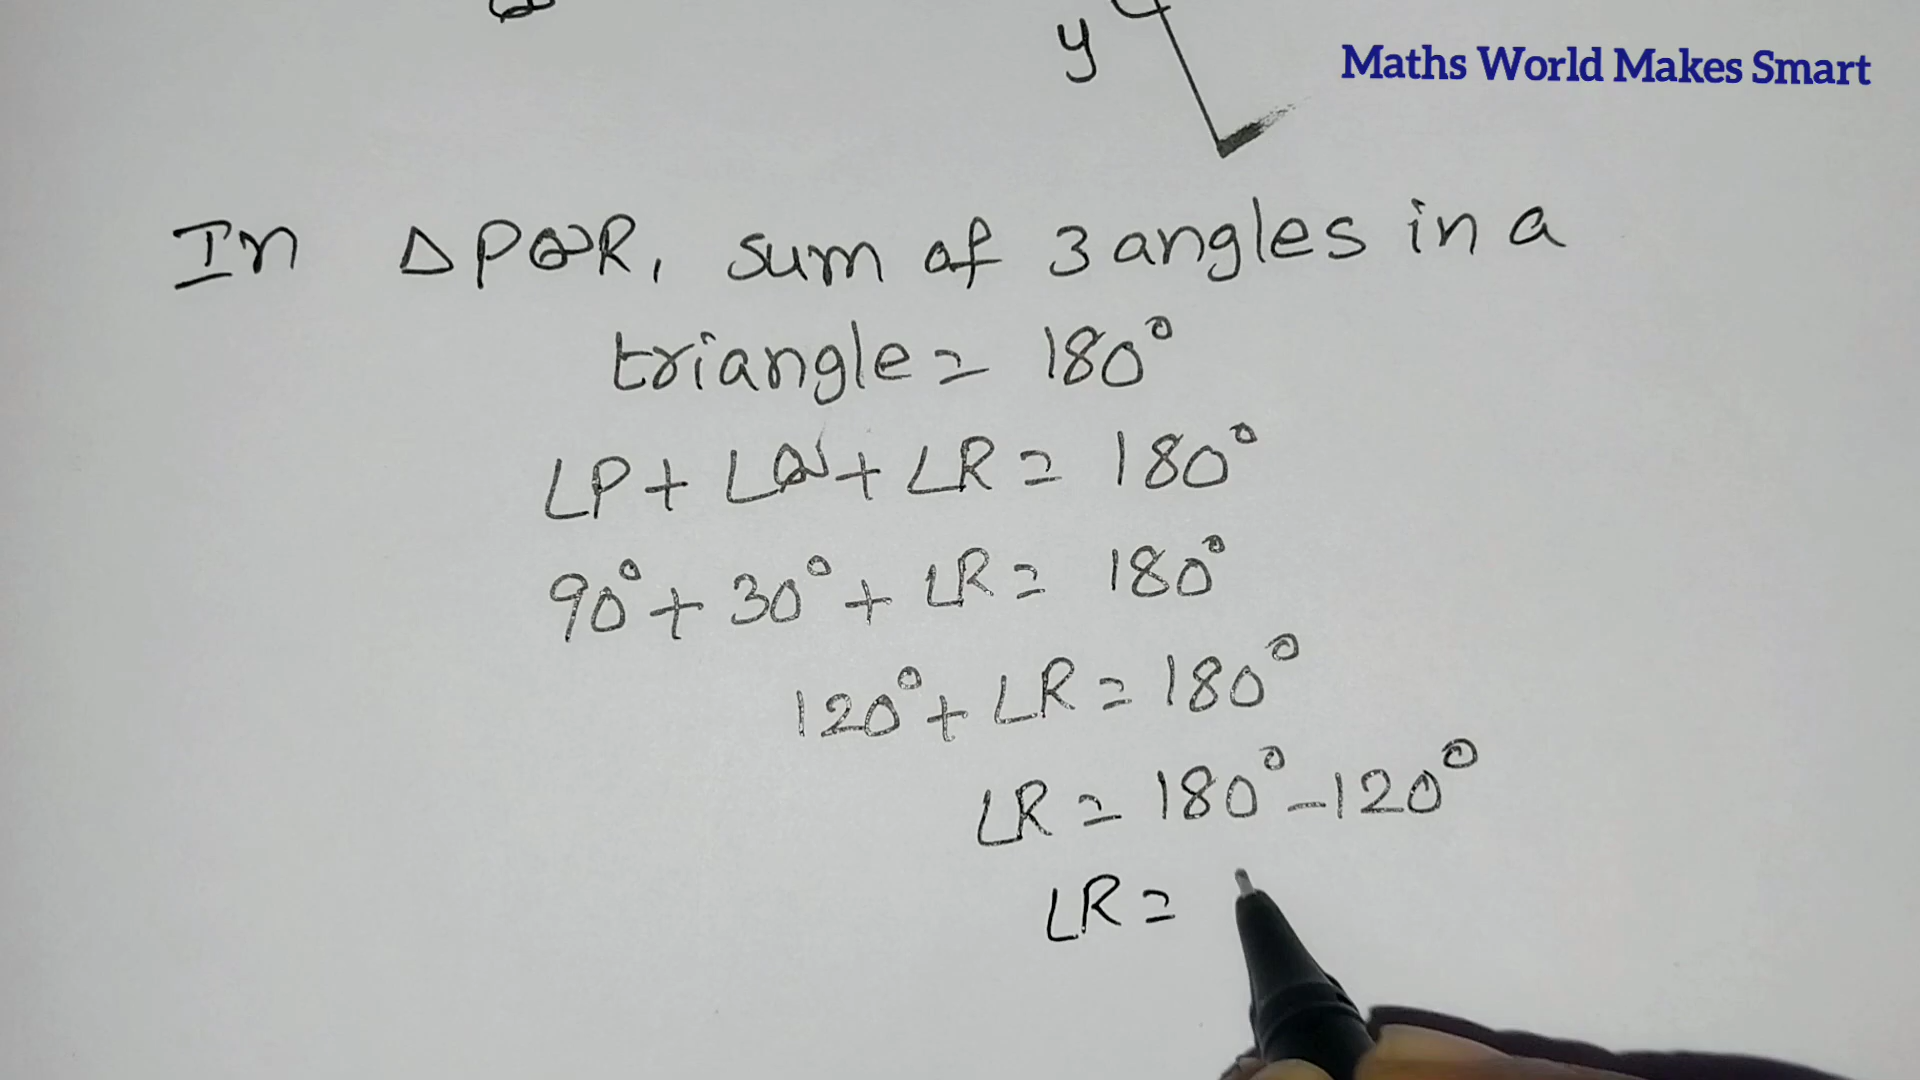 y
Maths World Makes Smart
In △PQR, sum of 3 angles in a
triangle = 180°
∠P + ∠Q + ∠R = 180°
90° + 30° + ∠R = 180°
120° + ∠R = 180°
∠R = 180° - 120°
∠R =